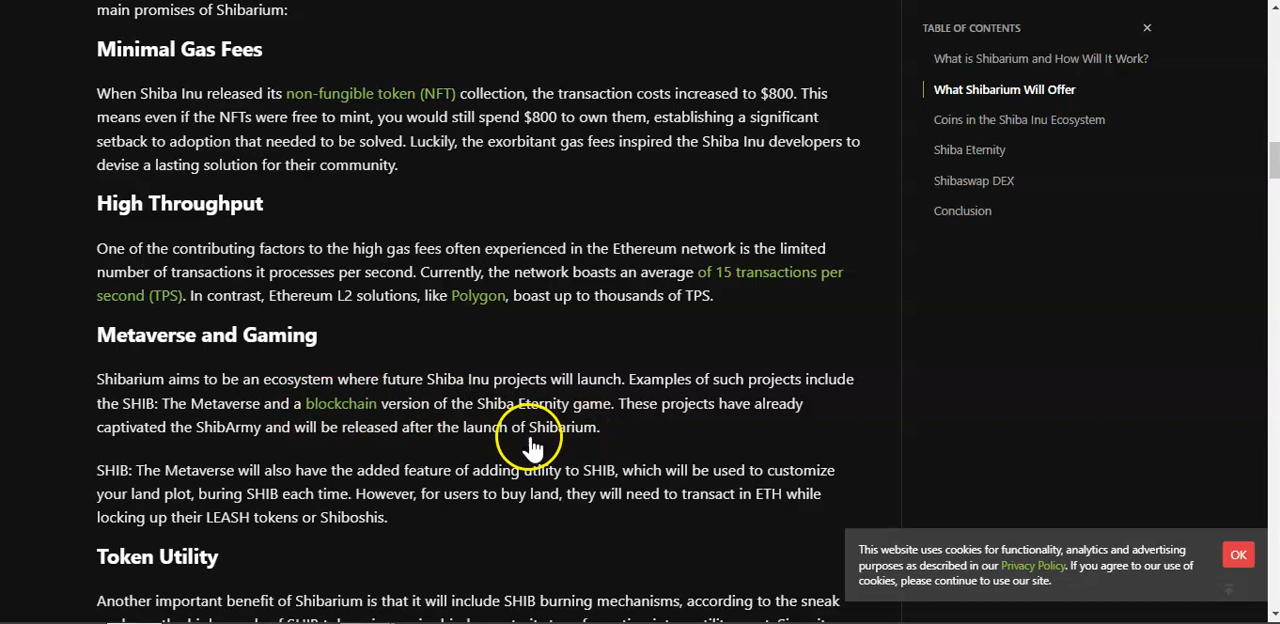 main promises of Shibarium:
Minimal Gas Fees
When Shiba Inu released its non-fungible token (NFT) collection, the transaction costs increased to $800. This
means even if the NFTs were free to mint, you would still spend $800 to own them, establishing a significant
setback to adoption that needed to be solved. Luckily, the exorbitant gas fees inspired the Shiba Inu developers to
devise a lasting solution for their community.
High Throughput
One of the contributing factors to the high gas fees often experienced in the Ethereum network is the limited
number of transactions it processes per second. Currently, the network boasts an average of 15 transactions per
second (TPS). In contrast, Ethereum L2 solutions, like Polygon, boast up to thousands of TPS.
Metaverse and Gaming
Shibarium aims to be an ecosystem where future Shiba Inu projects will launch. Examples of such projects include
the SHIB: The Metaverse and a blockchain version of the Shiba Eternity game. These projects have already
captivated the ShibArmy and will be released after the launch of Shibarium.
SHIB: The Metaverse will also have the added feature of adding utility to SHIB, which will be used to customize
your land plot, buring SHIB each time. However, for users to buy land, they will need to transact in ETH while
locking up their LEASH tokens or Shiboshis.
Token Utility
Another important benefit of Shibarium is that it will include SHIB burning mechanisms, according to the sneak
TABLE OF CONTENTS
What is Shibarium and How Will It Work?
What Shibarium Will Offer
Coins in the Shiba Inu Ecosystem
Shiba Eternity
Shibaswap DEX
Conclusion
This website uses cookies for functionality, analytics and advertising
purposes as described in our Privacy Policy. If you agree to our use of
cookies, please continue to use our site.
OK